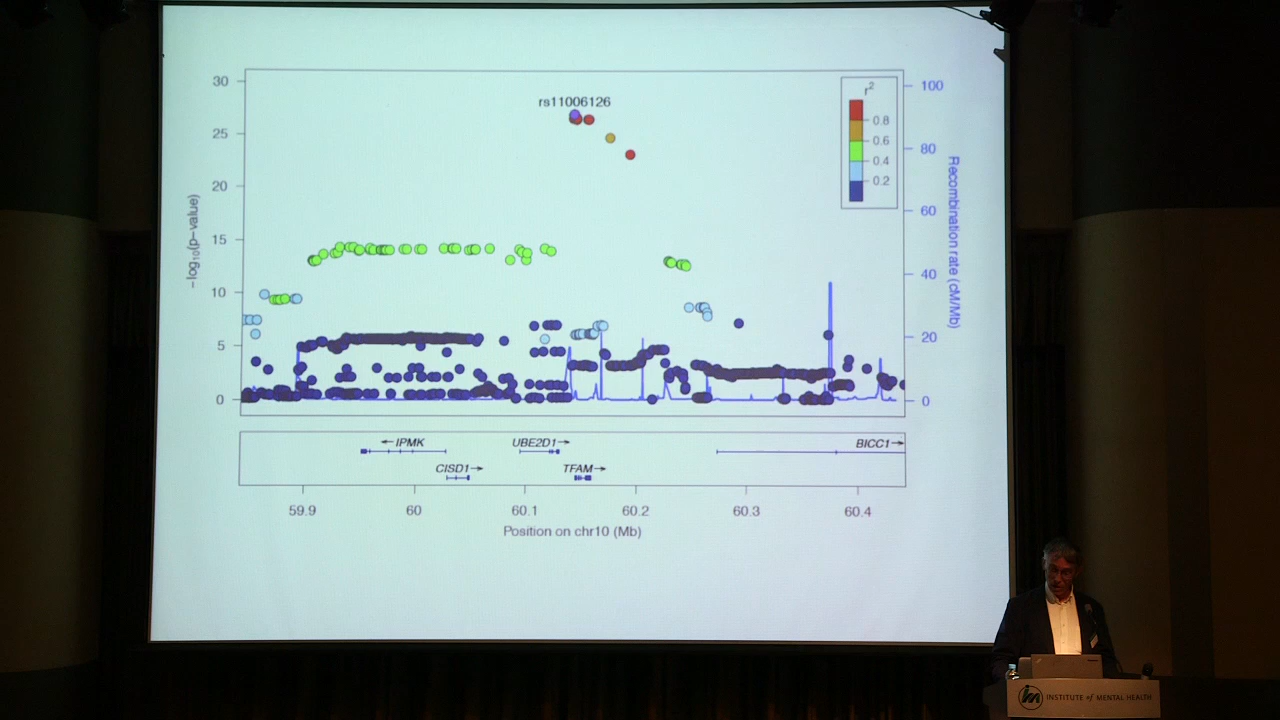 rs11006126
r²
0.8
0.6
0.4
0.2
30
25
20
15
10
5
0
-log₁₀(p-value)
100
80
60
40
20
0
Recombination rate (cM/Mb)
←IPMK
UBE2D1→
BICC1→
CISD1→
TFAM→
59.9 60 60.1 60.2 60.3 60.4
Position on chr10 (Mb)
im INSTITUTE of MENTAL HEALTH